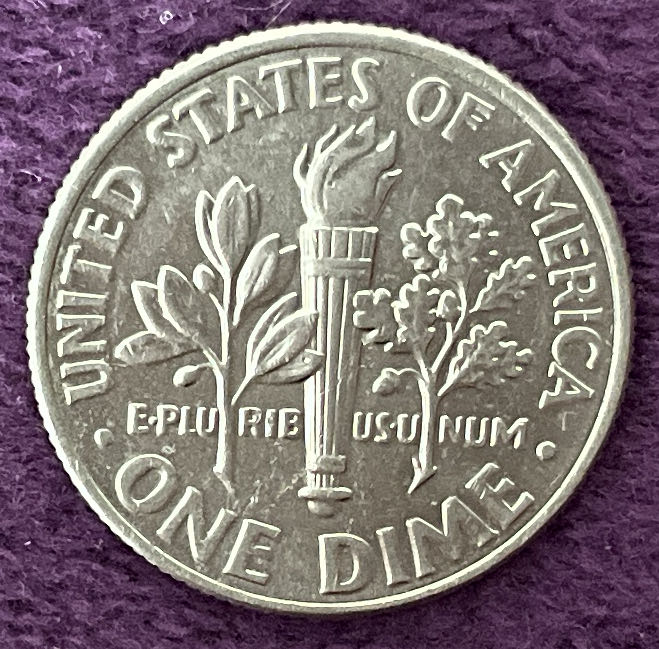 UNITED STATES OF AMERICA
E·PLU RIB US·U NUM
· ONE DIME ·